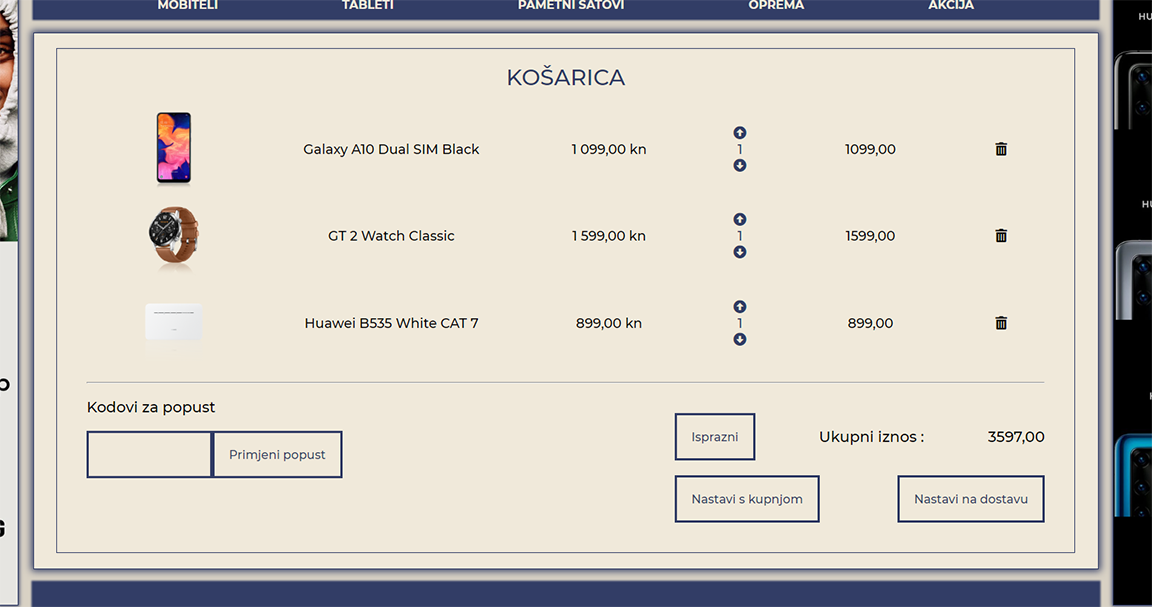 MOBITELI TABLETI PAMETNI SATOVI OPREMA AKCIJA
KOŠARICA
Galaxy A10 Dual SIM Black 1 099,00 kn 1 1099,00
GT 2 Watch Classic 1 599,00 kn 1 1599,00
Huawei B535 White CAT 7 899,00 kn 1 899,00
Kodovi za popust
Primjeni popust
Isprazni Ukupni iznos : 3597,00
Nastavi s kupnjom Nastavi na dostavu
HU
HU